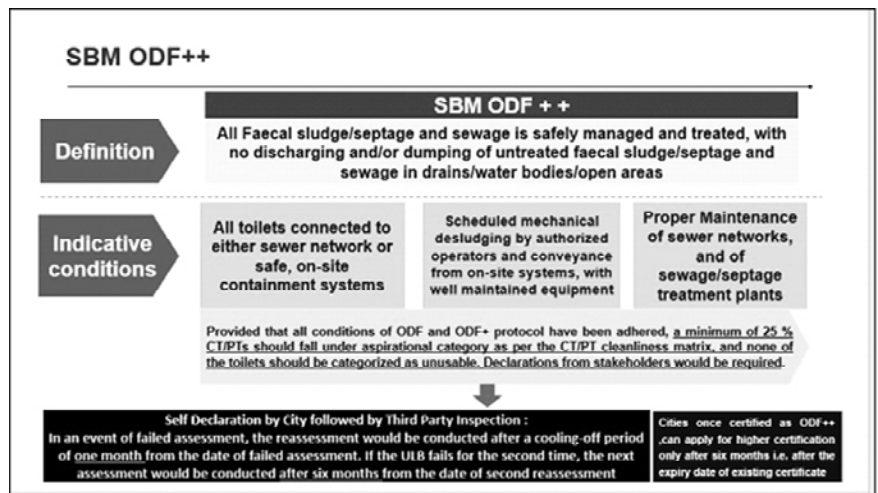 SBM ODF++
SBM ODF + +
Definition
All Faecal sludge/septage and sewage is safely managed and treated, with
no discharging and/or dumping of untreated faecal sludge/septage and
sewage in drains/water bodies/open areas
Indicative
conditions
All toilets connected to
either sewer network or
safe, on-site
containment systems
Scheduled mechanical
desludging by authorized
operators and conveyance
from on-site systems, with
well maintained equipment
Proper Maintenance
of sewer networks,
and of
sewage/septage
treatment plants
Provided that all conditions of ODF and ODF+ protocol have been adhered, a minimum of 25 %
CT/PTs should fall under aspirational category as per the CT/PT cleanliness matrix, and none of
the toilets should be categorized as unusable. Declarations from stakeholders would be required.
Self Declaration by City followed by Third Party Inspection :
In an event of failed assessment, the reassessment would be conducted after a cooling-off period
of one month from the date of failed assessment. If the ULB fails for the second time, the next
assessment would be conducted after six months from the date of second reassessment
Cities once certified as ODF++
,can apply for higher certification
only after six months i.e. after the
expiry date of existing certificate